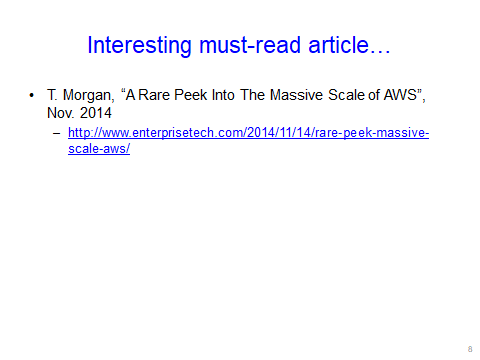 Interesting must-read article…
• T. Morgan, “A Rare Peek Into The Massive Scale of AWS”,
Nov. 2014
– http://www.enterprisetech.com/2014/11/14/rare-peek-massive-
scale-aws/
8